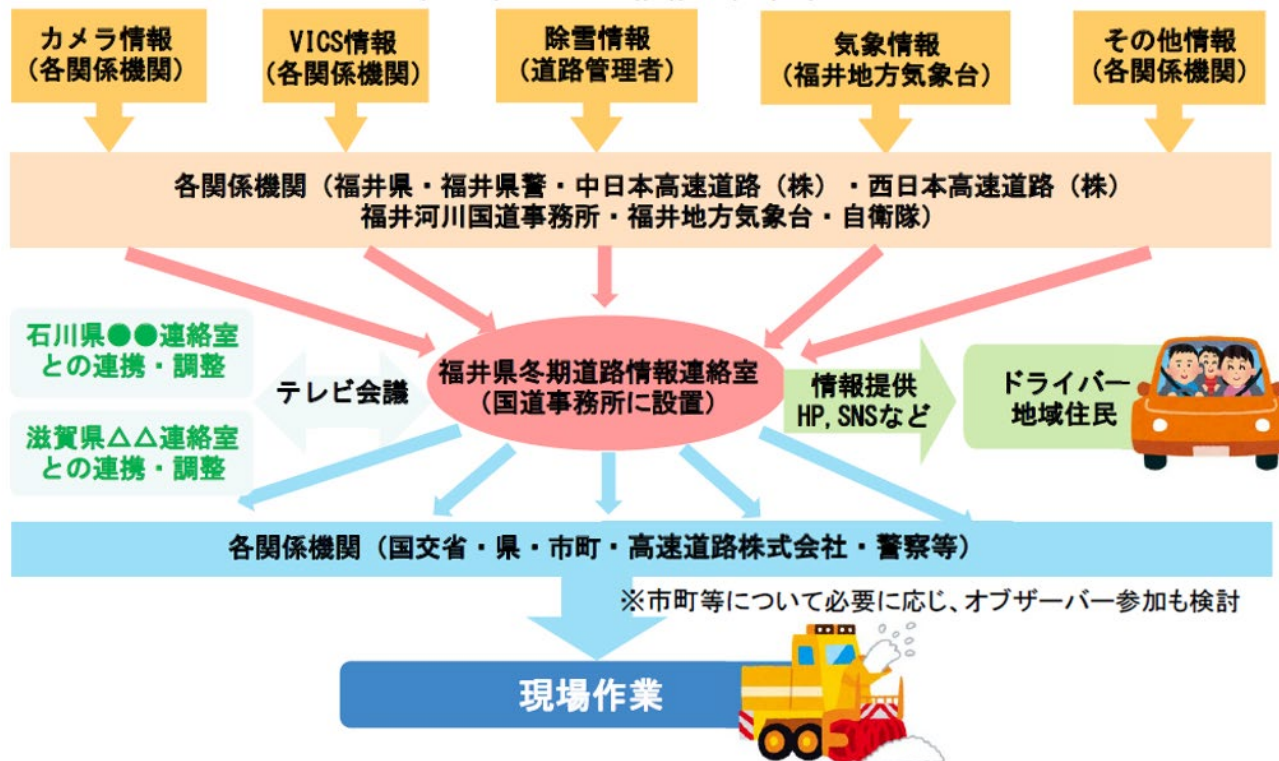 カメラ情報
(各関係機関)
VICS情報
(各関係機関)
除雪情報
(道路管理者)
気象情報
(福井地方気象台)
その他情報
(各関係機関)
各関係機関（福井県・福井県警・中日本高速道路（株）・西日本高速道路（株）
福井河川国道事務所・福井地方気象台・自衛隊）
石川県●●連絡室
との連携・調整
滋賀県△△連絡室
との連携・調整
テレビ会議
福井県冬期道路情報連絡室
(国道事務所に設置)
情報提供
HP,SNSなど
ドライバー
地域住民
各関係機関（国交省・県・市町・高速道路株式会社・警察等）
※市町等について必要に応じ、オブザーバー参加も検討
現場作業